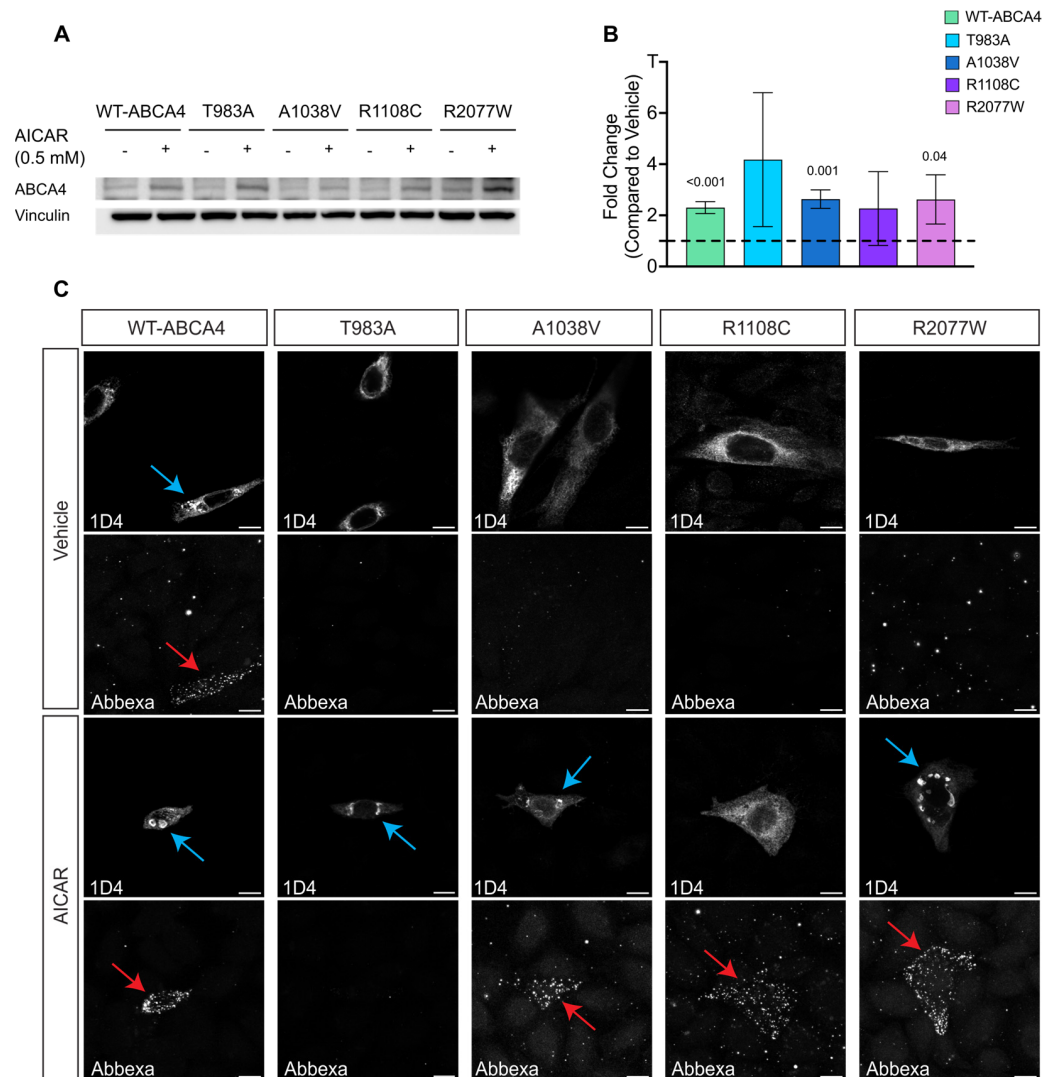 A
WT-ABCA4 T983A A1038V R1108C R2077W
AICAR
(0.5 mM)
- + - + - + - + - +
ABCA4
Vinculin
B
WT-ABCA4
T983A
A1038V
R1108C
R2077W
Fold Change
(Compared to Vehicle)
T
6
4
2
0
<0.001
0.001
0.04
C
WT-ABCA4 T983A A1038V R1108C R2077W
Vehicle
1D4 1D4 1D4 1D4 1D4
Abbexa Abbexa Abbexa Abbexa Abbexa
AICAR
1D4 1D4 1D4 1D4 1D4
Abbexa Abbexa Abbexa Abbexa Abbexa